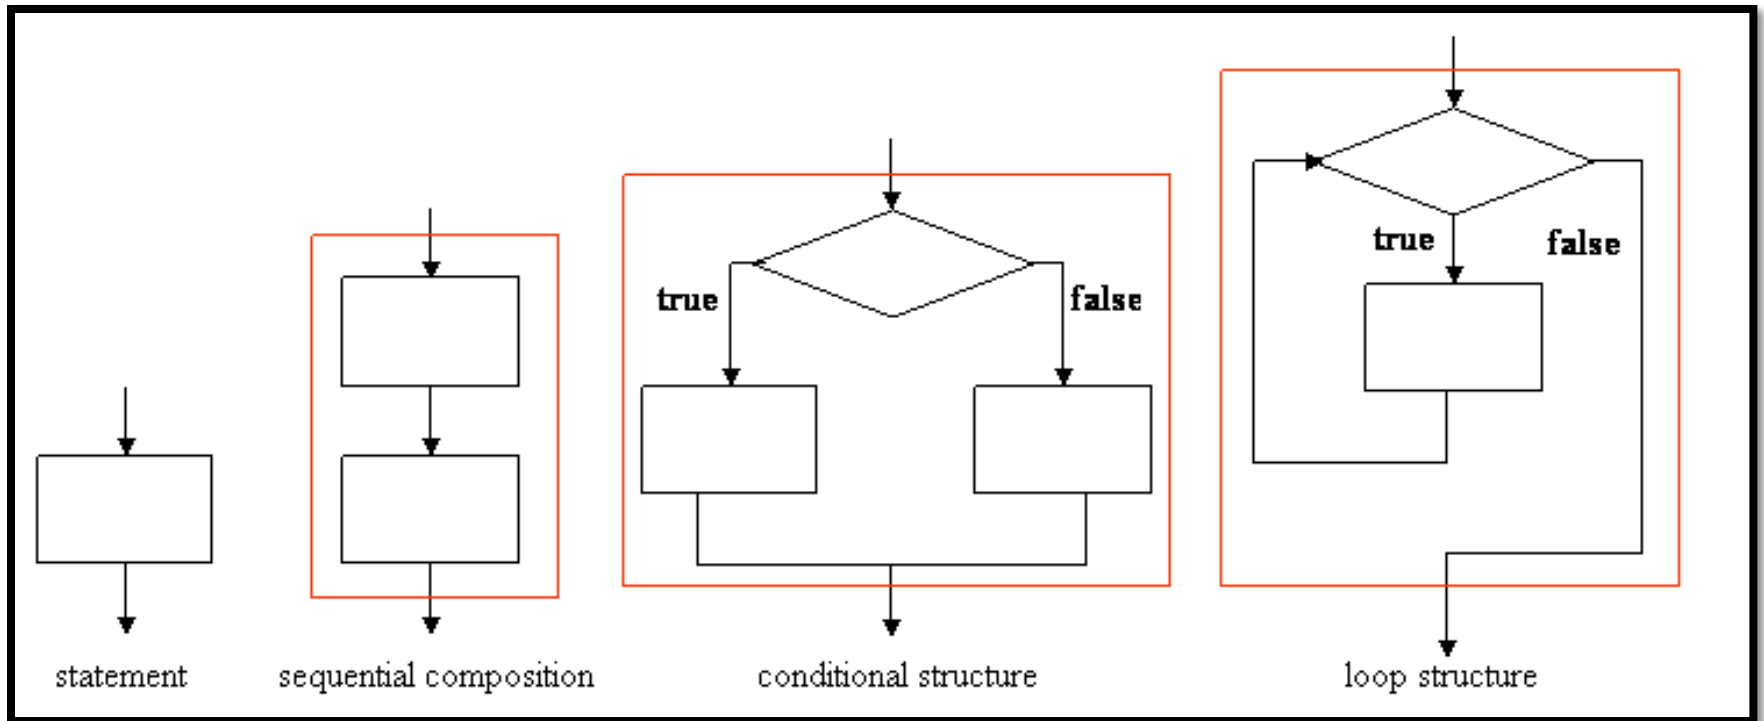 true
false
true
false
statement
sequential composition
conditional structure
loop structure